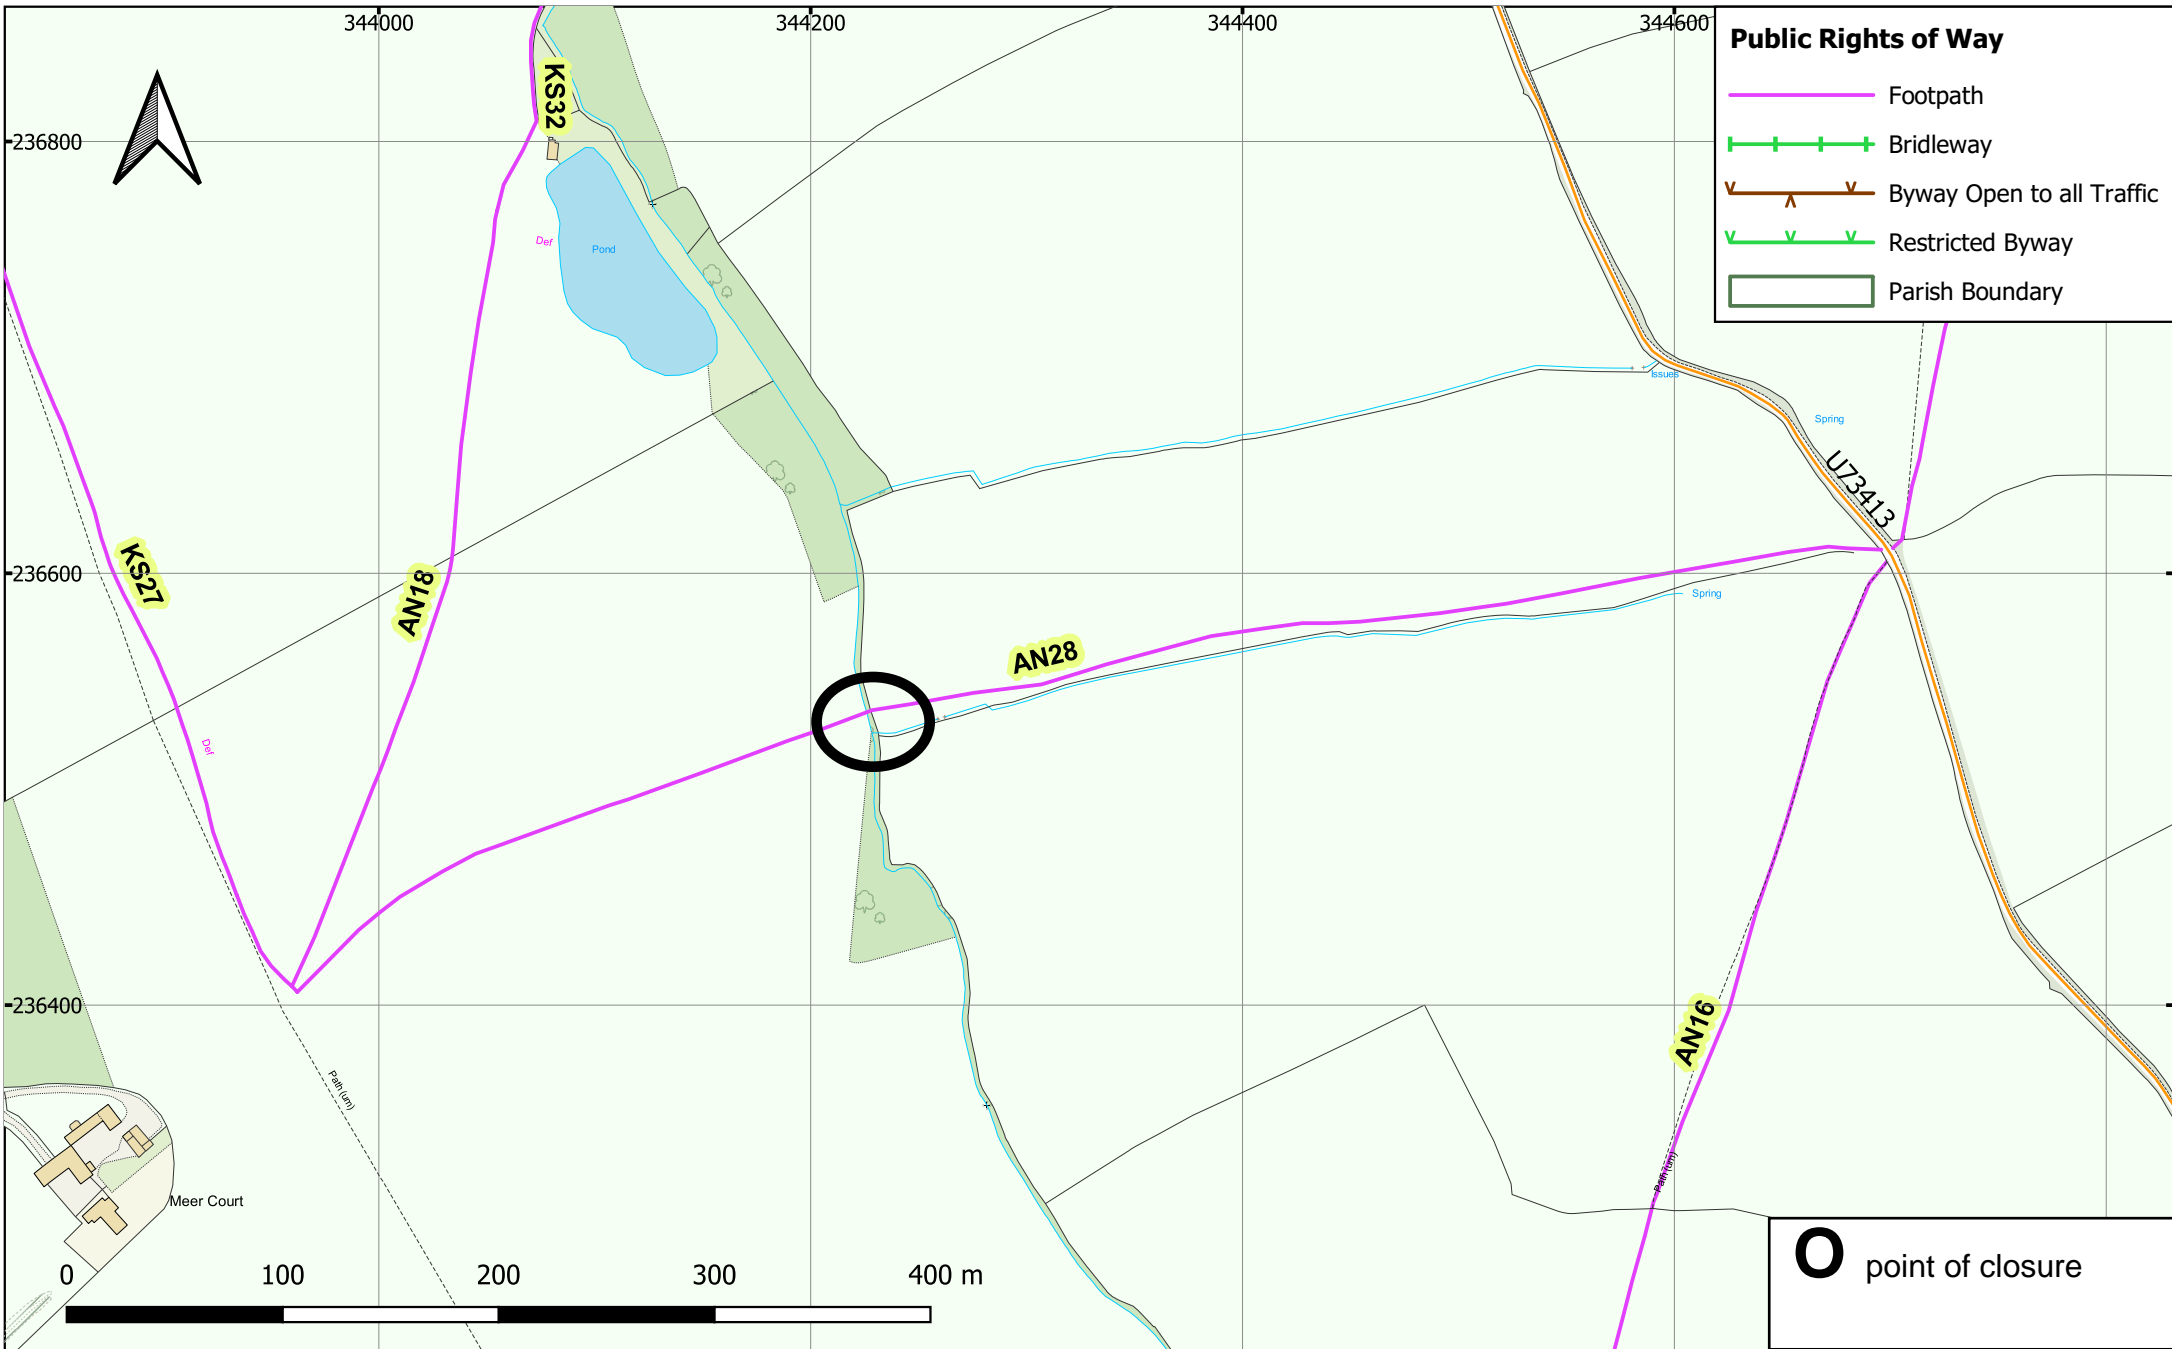 344000
344200
344400
344600
Public Rights of Way
Footpath
Bridleway
Byway Open to all Traffic
Restricted Byway
Parish Boundary
236800
KS32
Def
Pond
Issues
Spring
U73413
236600
KS27
AN18
Spring
AN28
Def
236400
AN16
Path (um)
Path (um)
Meer Court
0 100 200 300 400 m
O point of closure